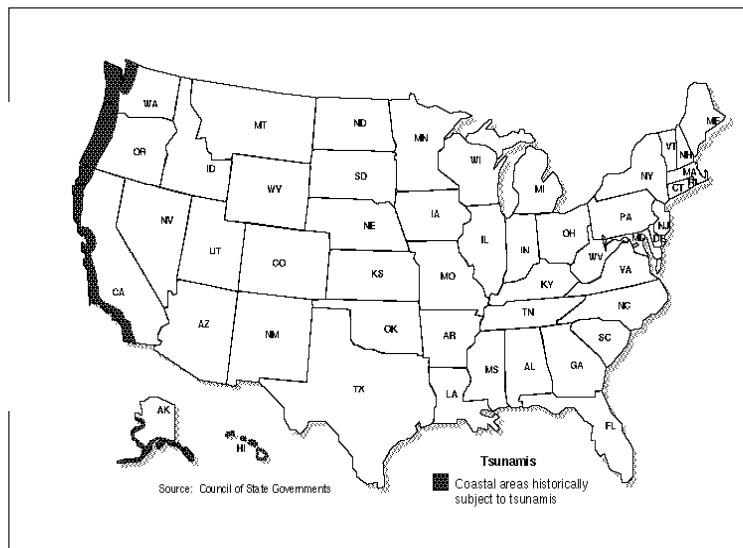 WA
MT
ND
MN
ME
VT
NH
OR
ID
SD
WI
MI
NY
MA
CT
RI
WY
NV
NE
IA
IL
IN
OH
PA
NJ
MD
DE
UT
CO
KS
MO
WV
VA
KY
CA
AZ
NM
OK
AR
TN
NC
SC
TX
LA
MS
AL
GA
FL
AK
HI
Tsunamis
Coastal areas historically
subject to tsunamis
Source: Council of State Governments